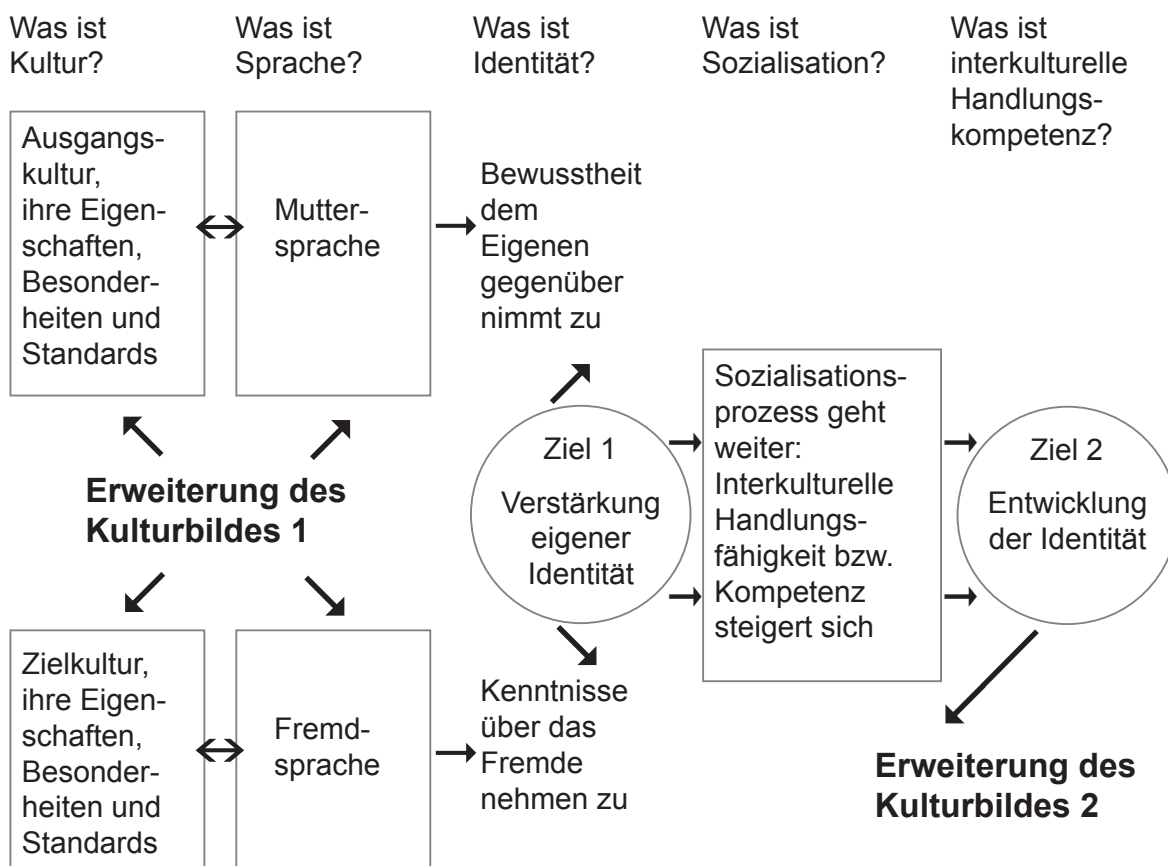 Was ist
Kultur?
Was ist
Sprache?
Was ist
Identität?
Was ist
Sozialisation?
Was ist
interkulturelle
Handlungs-
kompetenz?
Ausgangs-
kultur,
ihre Eigen-
schaften,
Besonder-
heiten und
Standards
Mutter-
sprache
Bewusstheit
dem
Eigenen
gegenüber
nimmt zu
Erweiterung des
Kulturbildes 1
Ziel 1
Verstärkung
eigener
Identität
Sozialisations-
prozess geht
weiter:
Interkulturelle
Handlungs-
fähigkeit bzw.
Kompetenz
steigert sich
Ziel 2
Entwicklung
der Identität
Zielkultur,
ihre Eigen-
schaften,
Besonder-
heiten und
Standards
Fremd-
sprache
Kenntnisse
über das
Fremde
nehmen zu
Erweiterung des
Kulturbildes 2